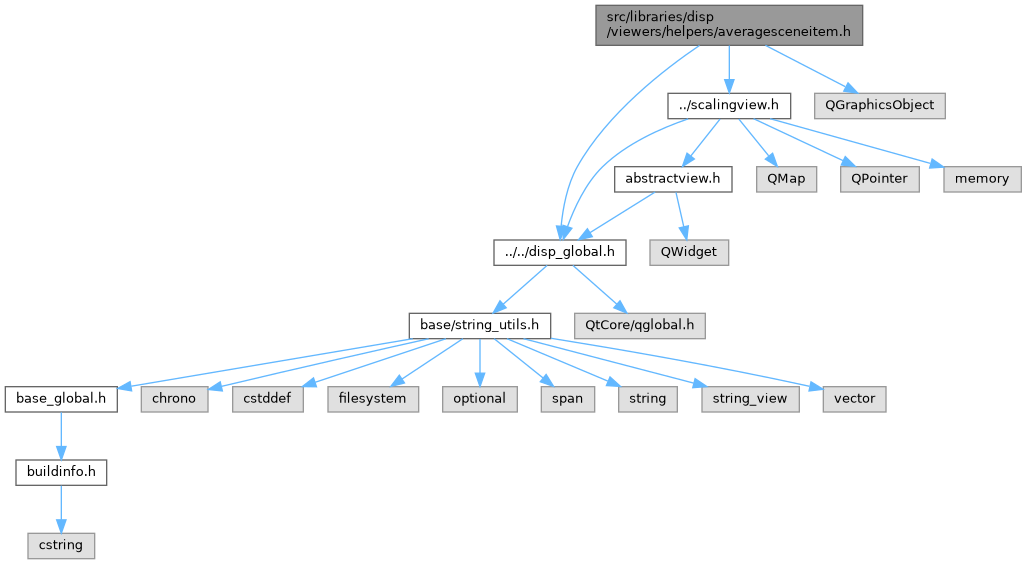 src/libraries/disp
/viewers/helpers/averagesceneitem.h
../scalingview.h
QGraphicsObject
abstractview.h
QMap
QPointer
memory
../../disp_global.h
QWidget
base/string_utils.h
QtCore/qglobal.h
base_global.h
chrono
cstddef
filesystem
optional
span
string
string_view
vector
buildinfo.h
cstring